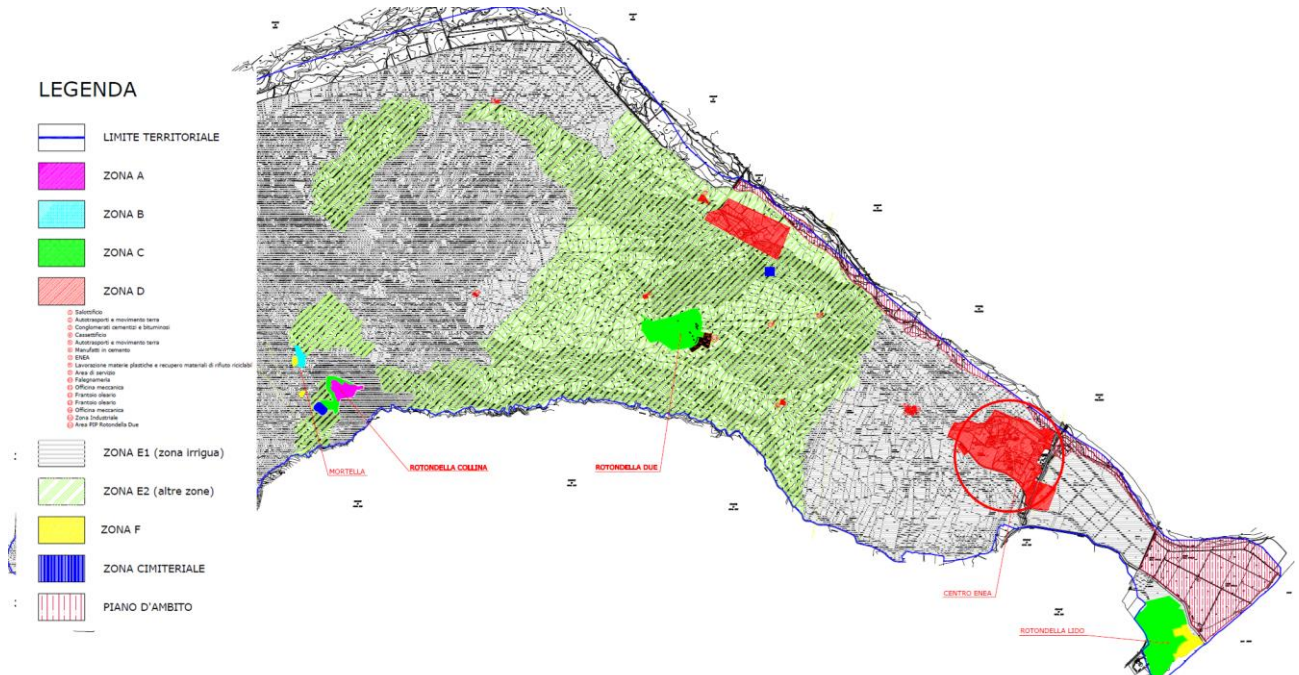 LEGENDA
LIMITE TERRITORIALE
ZONA A
ZONA B
ZONA C
ZONA D
Salottificio
Autotrasporti e movimento terra
Conglomerati cementizi e bituminosi
Cassettificio
Autotrasporti e movimento terra
Manufatti in cemento
ENEA
Lavorazione materie plastiche e recupero materiali di rifiuto riciclabi
Area di servizio
Falegnameria
Officina meccanica
Frantoio oleario
Frantoio oleario
Officina meccanica
Zona Industriale
Area PIP Rotondella Due
ZONA E1 (zona irrigua)
ZONA E2 (altre zone)
ZONA F
ZONA CIMITERIALE
PIANO D'AMBITO
MORTELLA
ROTONDELLA COLLINA
ROTONDELLA DUE
CENTRO ENEA
ROTONDELLA LIDO